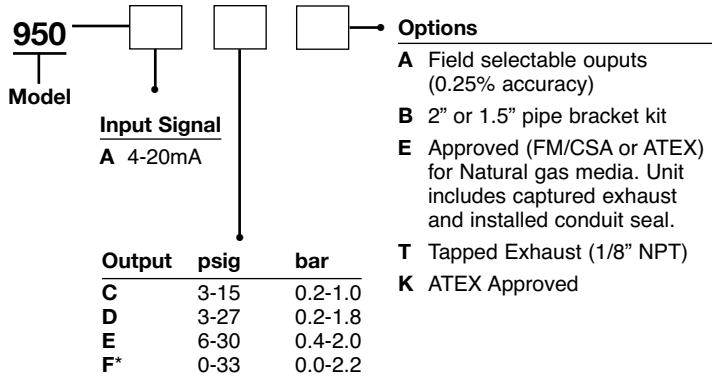 950
Model
Input Signal
A 4-20mA
Output psig bar
C 3-15 0.2-1.0
D 3-27 0.2-1.8
E 6-30 0.4-2.0
F* 0-33 0.0-2.2
Options
A Field selectable ouputs
(0.25% accuracy)
B 2” or 1.5” pipe bracket kit
E Approved (FM/CSA or ATEX)
for Natural gas media. Unit
includes captured exhaust
and installed conduit seal.
T Tapped Exhaust (1/8” NPT)
K ATEX Approved